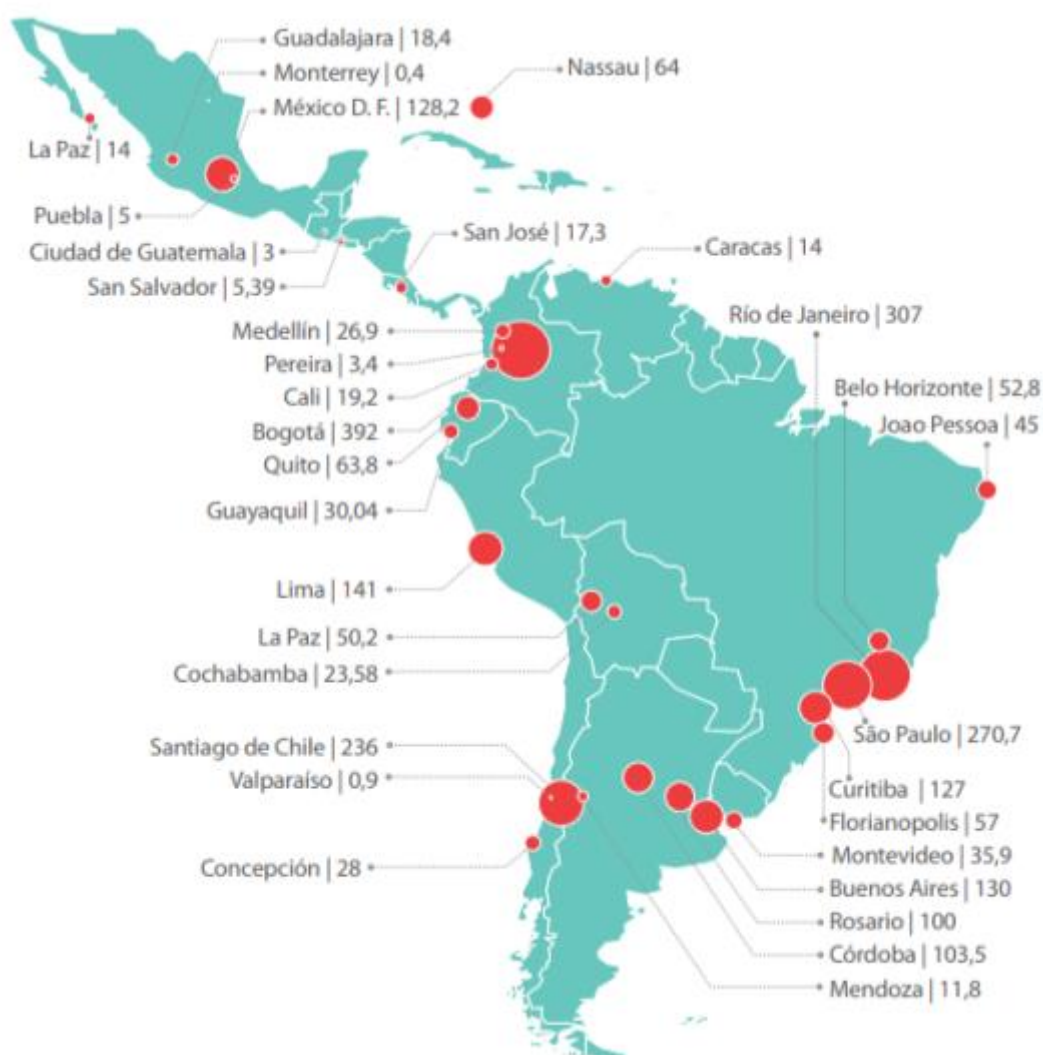 Guadalajara | 18,4
Monterrey | 0,4
México D. F. | 128,2
Nassau | 64
La Paz | 14
Puebla | 5
Ciudad de Guatemala | 3
San Salvador | 5,39
San José | 17,3
Caracas | 14
Río de Janeiro | 307
Belo Horizonte | 52,8
Joao Pessoa | 45
Medellín | 26,9
Pereira | 3,4
Cali | 19,2
Bogotá | 392
Quito | 63,8
Guayaquil | 30,04
Lima | 141
La Paz | 50,2
Cochabamba | 23,58
Santiago de Chile | 236
Valparaíso | 0,9
Concepción | 28
São Paulo | 270,7
Curitiba | 127
Florianopolis | 57
Montevideo | 35,9
Buenos Aires | 130
Rosario | 100
Córdoba | 103,5
Mendoza | 11,8